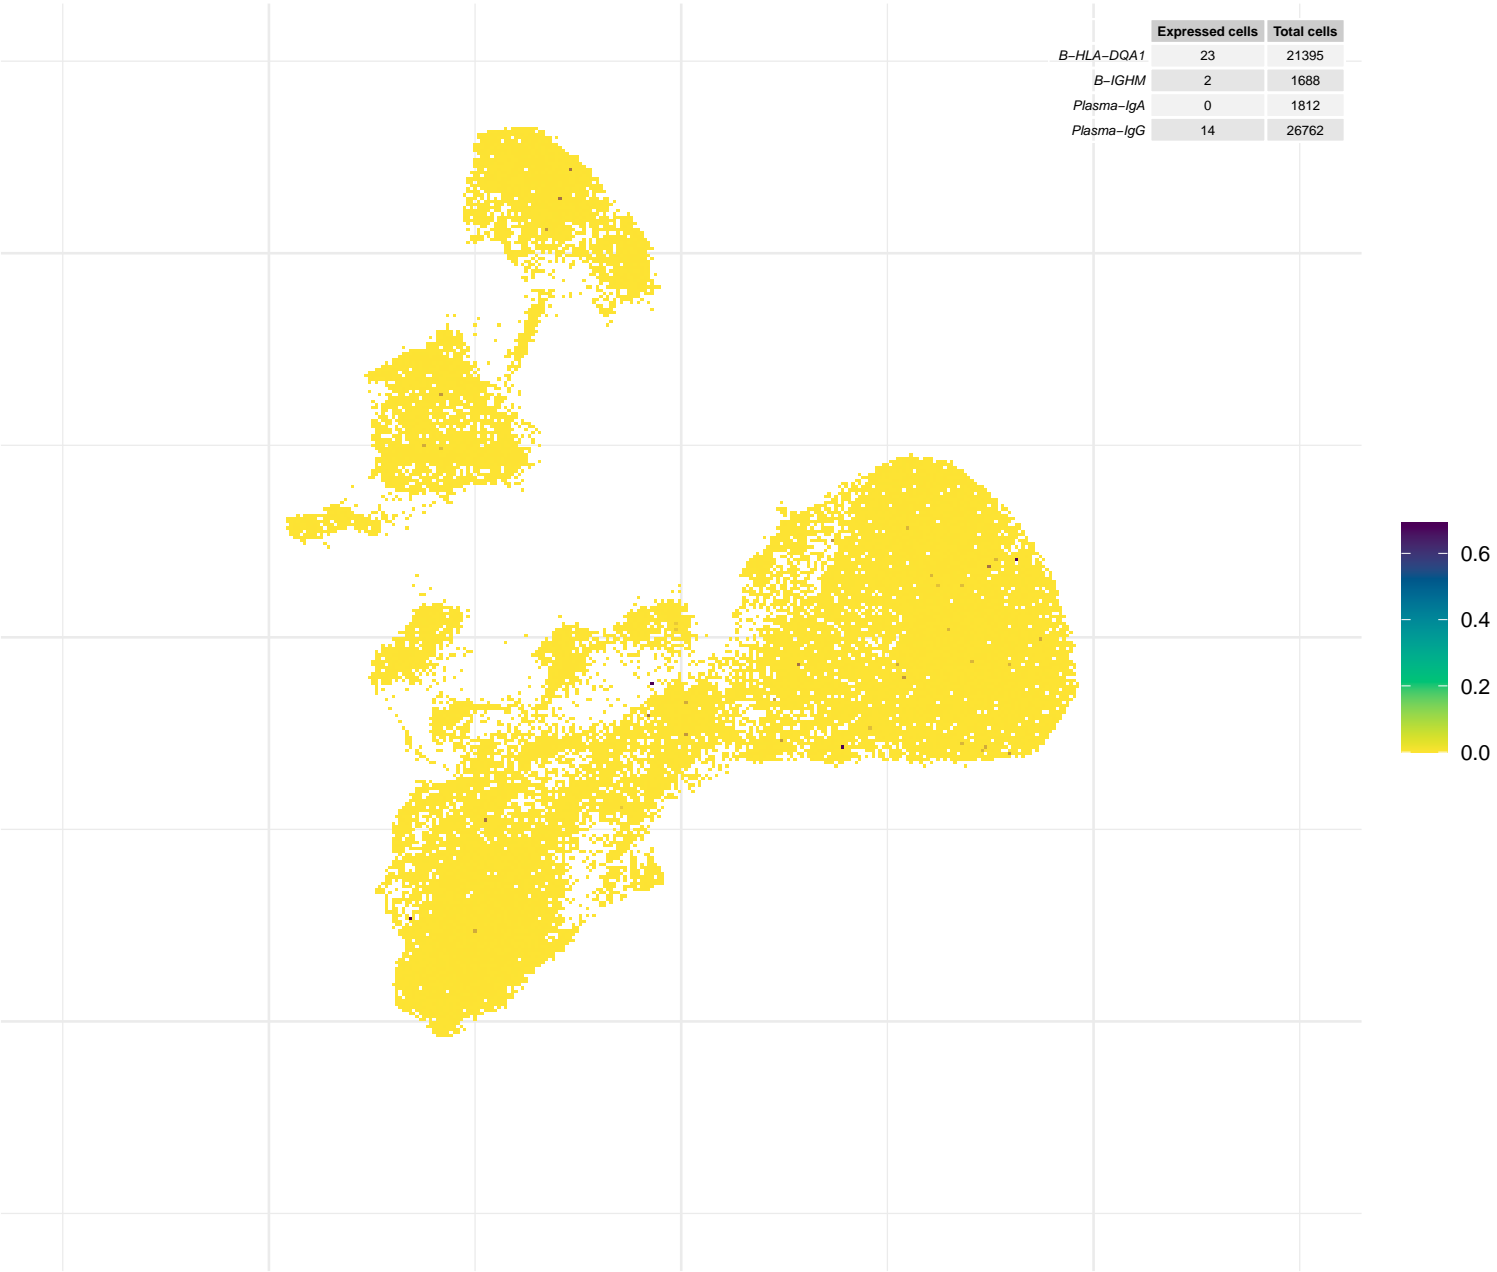 Expressed cells Total cells
B−HLA−DQA1 23 21395
B−IGHM 2 1688
Plasma−IgA 0 1812
Plasma−IgG 14 26762
0.6
0.4
0.2
0.0